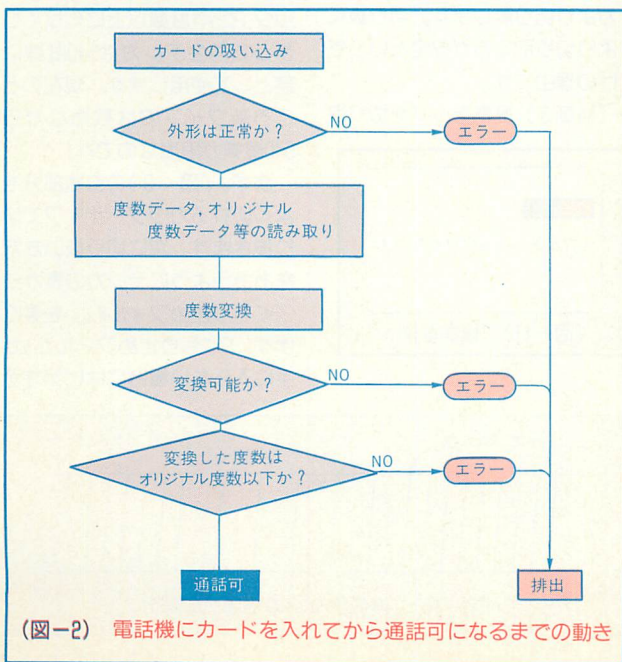 カードの吸い込み
外形は正常か？
NO
エラー
度数データ，オリジナル
度数データ等の読み取り
度数変換
変換可能か？
NO
エラー
変換した度数は
オリジナル度数以下か？
NO
エラー
通話可
排出
(図ー2) 電話機にカードを入れてから通話可になるまでの動き